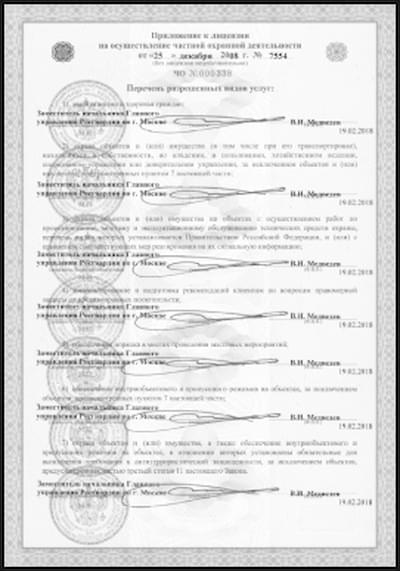 Приложение к лицензии
на осуществление частной охранной деятельности
от «25 » декабря 2008 г. № 7554
(без лицензии недействительно)
ЧО №000338
Перечень разрешенных видов услуг:
1) защита жизни и здоровья граждан;
Заместитель начальника Главного
управления Росгвардии по г. Москве В.И. Медведев
19.02.2018
2) охрана объектов и (или) имущества (в том числе при его транспортировке),
находящихся в собственности, во владении, в пользовании, хозяйственном ведении,
оперативном управлении или доверительном управлении, за исключением объектов и (или)
пунктом 7 настоящей части;
Заместитель начальника Главного
управления Росгвардии по г. Москве В.И. Медведев
19.02.2018
3) охрана объектов и (или) имущества на объектах с осуществлением работ по
проектированию, монтажу и эксплуатационному обслуживанию технических средств охраны,
перечень видов которых устанавливается Правительством Российской Федерации, и (или) с
принятием соответствующих мер реагирования на их сигнальную информацию;
Заместитель начальника Главного
управления Росгвардии по г. Москве В.И. Медведев
19.02.2018
4) консультирование и подготовка рекомендаций клиентам по вопросам правомерной
защиты от противоправных посягательств;
Заместитель начальника Главного
управления Росгвардии по г. Москве В.И. Медведев
19.02.2018
5) обеспечение порядка в местах проведения массовых мероприятий;
Заместитель начальника Главного
управления Росгвардии по г. Москве В.И. Медведев
19.02.2018
6) обеспечение внутриобъектового и пропускного режимов на объектах, за исключением
объектов, предусмотренных пунктом 7 настоящей части;
Заместитель начальника Главного
управления Росгвардии по г. Москве В.И. Медведев
19.02.2018
7) охрана объектов и (или) имущества, а также обеспечение внутриобъектового и
пропускного режимов на объектах, в отношении которых установлены обязательные для
выполнения требования к антитеррористической защищенности, за исключением объектов,
предусмотренных частью третьей статьи 11 настоящего Закона.
Заместитель начальника Главного
управления Росгвардии по г. Москве В.И. Медведев
19.02.2018